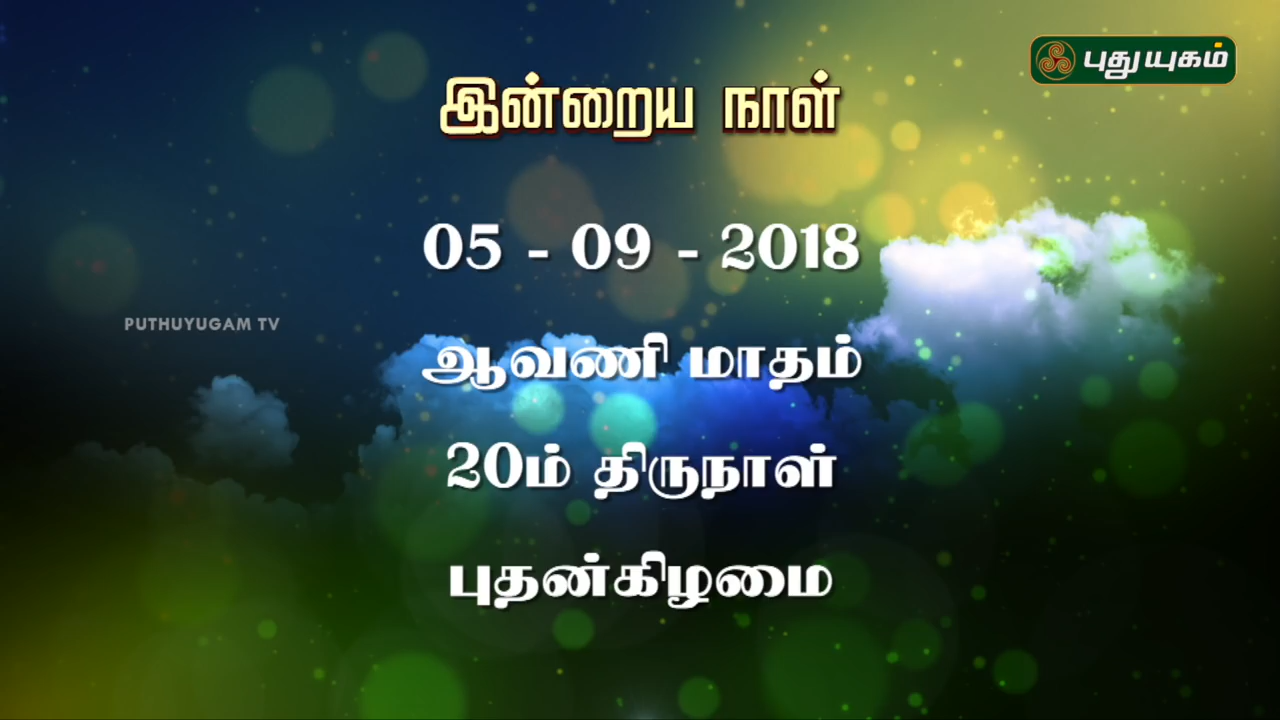 புதுயுகம்
இன்றைய நாள்
05 - 09 - 2018
PUTHUYUGAM TV
ஆவணி மாதம்
20ம் திருநாள்
புதன்கிழமை